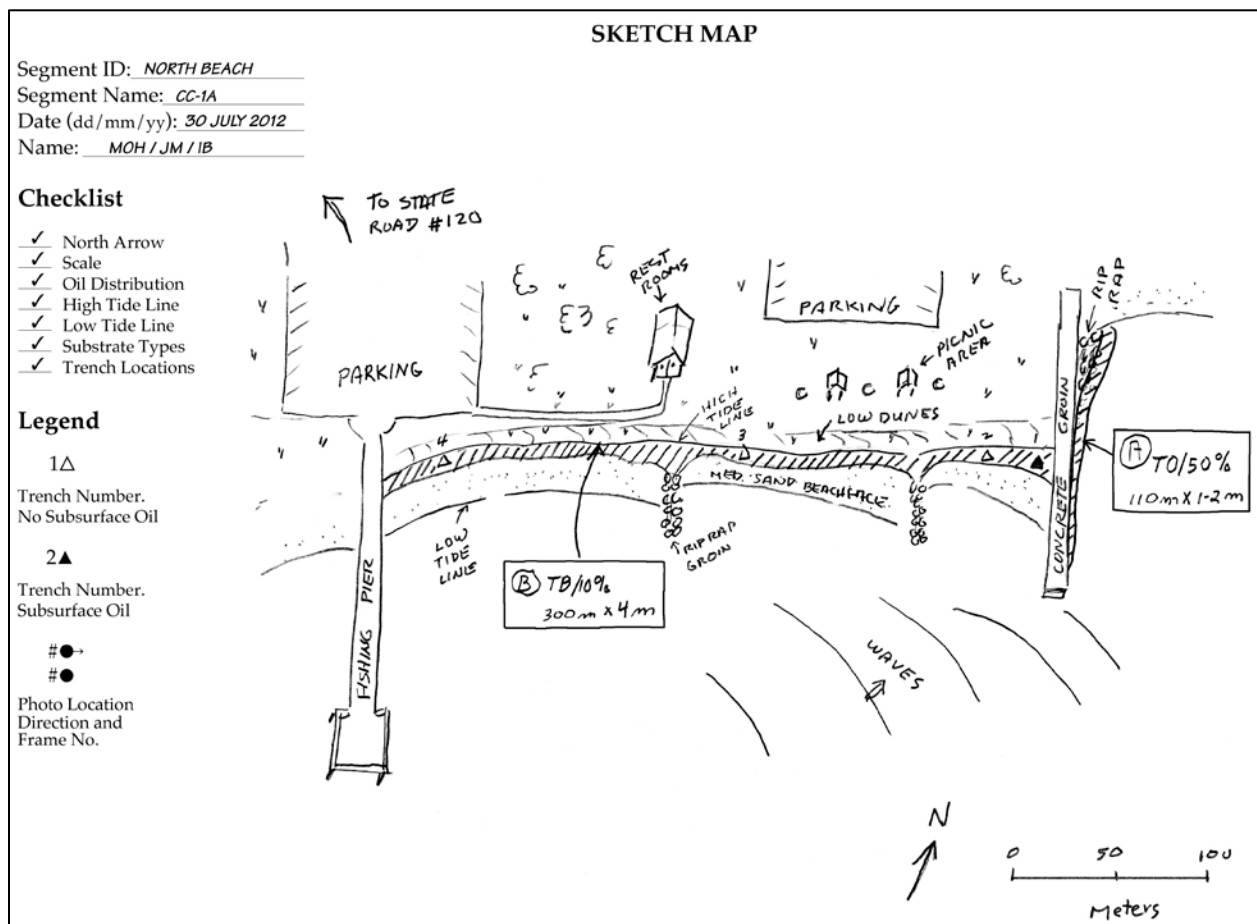 SKETCH MAP
Segment ID: NORTH BEACH
Segment Name: CC-1A
Date (dd/mm/yy): 30 JULY 2012
Name: MOH / JM / IB
Checklist
✓ North Arrow
✓ Scale
✓ Oil Distribution
✓ High Tide Line
✓ Low Tide Line
✓ Substrate Types
✓ Trench Locations
Legend
1△
Trench Number.
No Subsurface Oil
2▲
Trench Number.
Subsurface Oil
#●→
#●
Photo Location
Direction and
Frame No.
TO STATE
ROAD #120
REST
ROOMS
PARKING
PARKING
RIP
RAP
PICNIC
AREA
HIGH
TIDE
LINE
LOW DUNES
4
3
2
1
MED. SAND BEACHFACE
CONCRETE GROIN
A TO/50%
110m X 1-2 m
LOW
TIDE
LINE
RIPRAP
GROIN
B TB/10%
300m X 4 m
FISHING PIER
WAVES
N
0 50 100
Meters